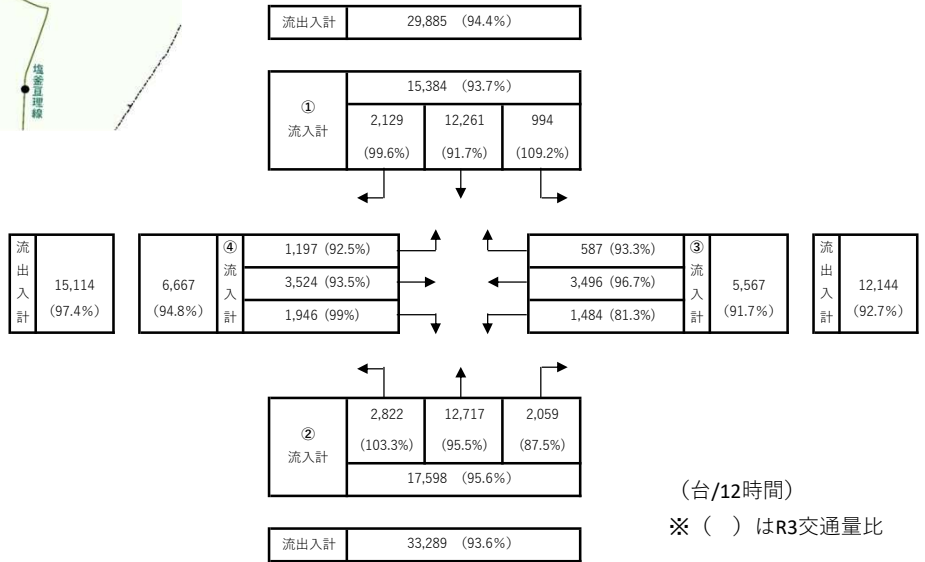 塩釜亘理線
流出入計 29,885 (94.4%)
① 流入計
15,384 (93.7%)
2,129 12,261 994
(99.6%) (91.7%) (109.2%)
流出入計 15,114 (97.4%)
6,667 (94.8%) ④流入計
1,197 (92.5%)
3,524 (93.5%)
1,946 (99%)
587 (93.3%)
3,496 (96.7%)
1,484 (81.3%)
③流入計 5,567 (91.7%)
流出入計 12,144 (92.7%)
② 流入計
2,822 12,717 2,059
(103.3%) (95.5%) (87.5%)
17,598 (95.6%)
流出入計 33,289 (93.6%)
（台/12時間）
※（　）はR3交通量比